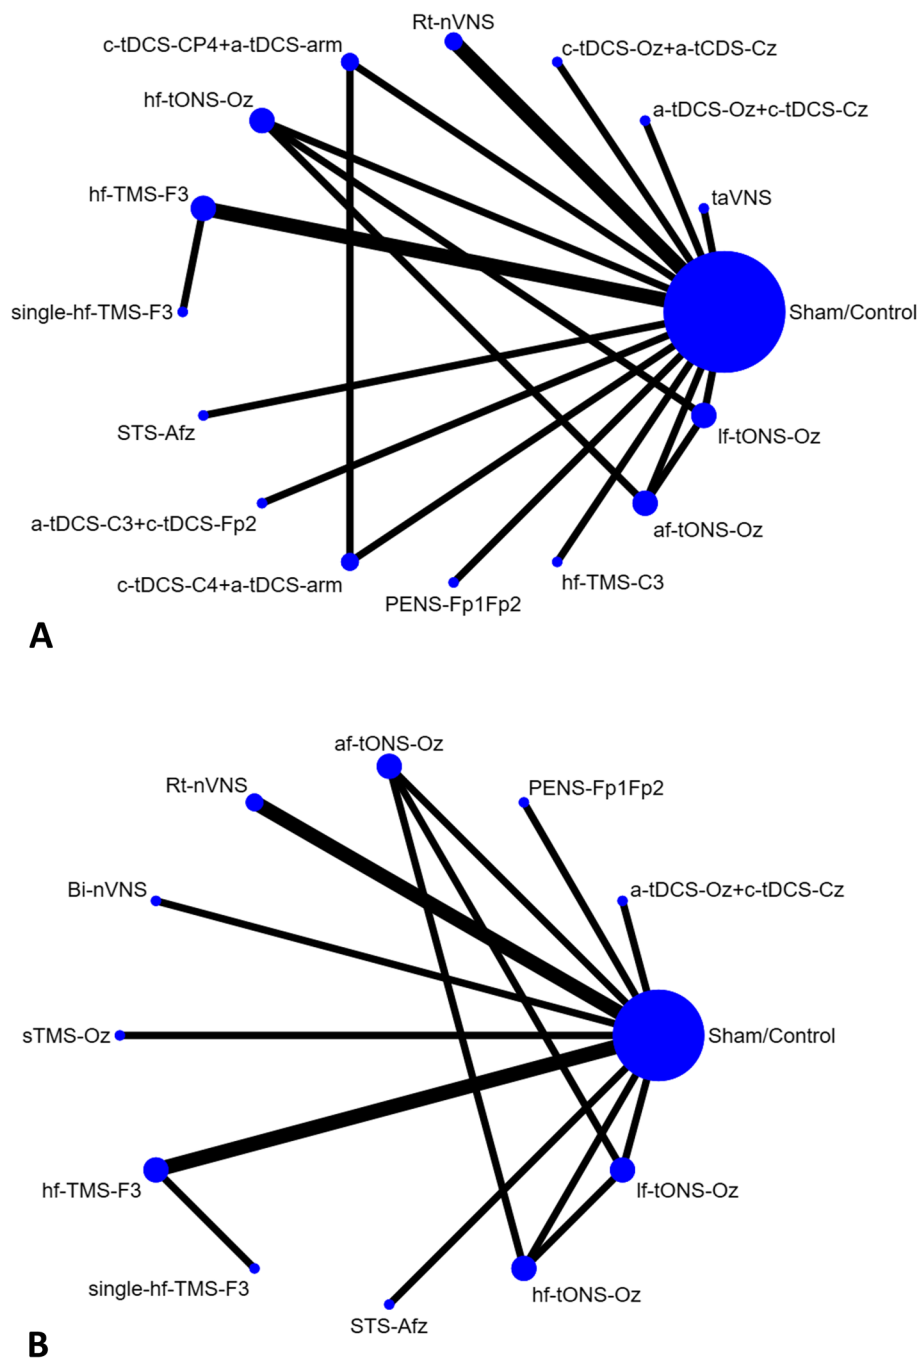 Rt-nVNS
c-tDCS-CP4+a-tDCS-arm
c-tDCS-Oz+a-tCDS-Cz
hf-tONS-Oz
a-tDCS-Oz+c-tDCS-Cz
hf-TMS-F3
taVNS
single-hf-TMS-F3
Sham/Control
STS-Afz
lf-tONS-Oz
a-tDCS-C3+c-tDCS-Fp2
af-tONS-Oz
c-tDCS-C4+a-tDCS-arm
hf-TMS-C3
PENS-Fp1Fp2
A
af-tONS-Oz
Rt-nVNS
PENS-Fp1Fp2
Bi-nVNS
a-tDCS-Oz+c-tDCS-Cz
sTMS-Oz
Sham/Control
hf-TMS-F3
lf-tONS-Oz
single-hf-TMS-F3
hf-tONS-Oz
STS-Afz
B